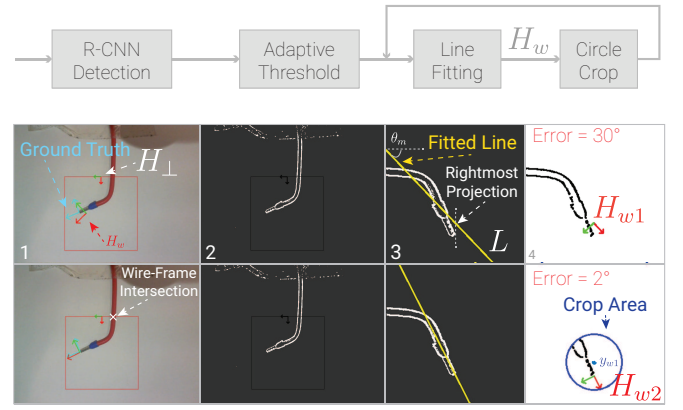 R-CNN
Detection
Adaptive
Threshold
Line
Fitting
H_w
Circle
Crop
Ground Truth
H_⊥
H_w
1
2
θ_m
Fitted Line
Rightmost
Projection
L
3
Error = 30°
H_w1
4
Wire-Frame
Intersection
Error = 2°
Crop Area
y_w1
H_w2